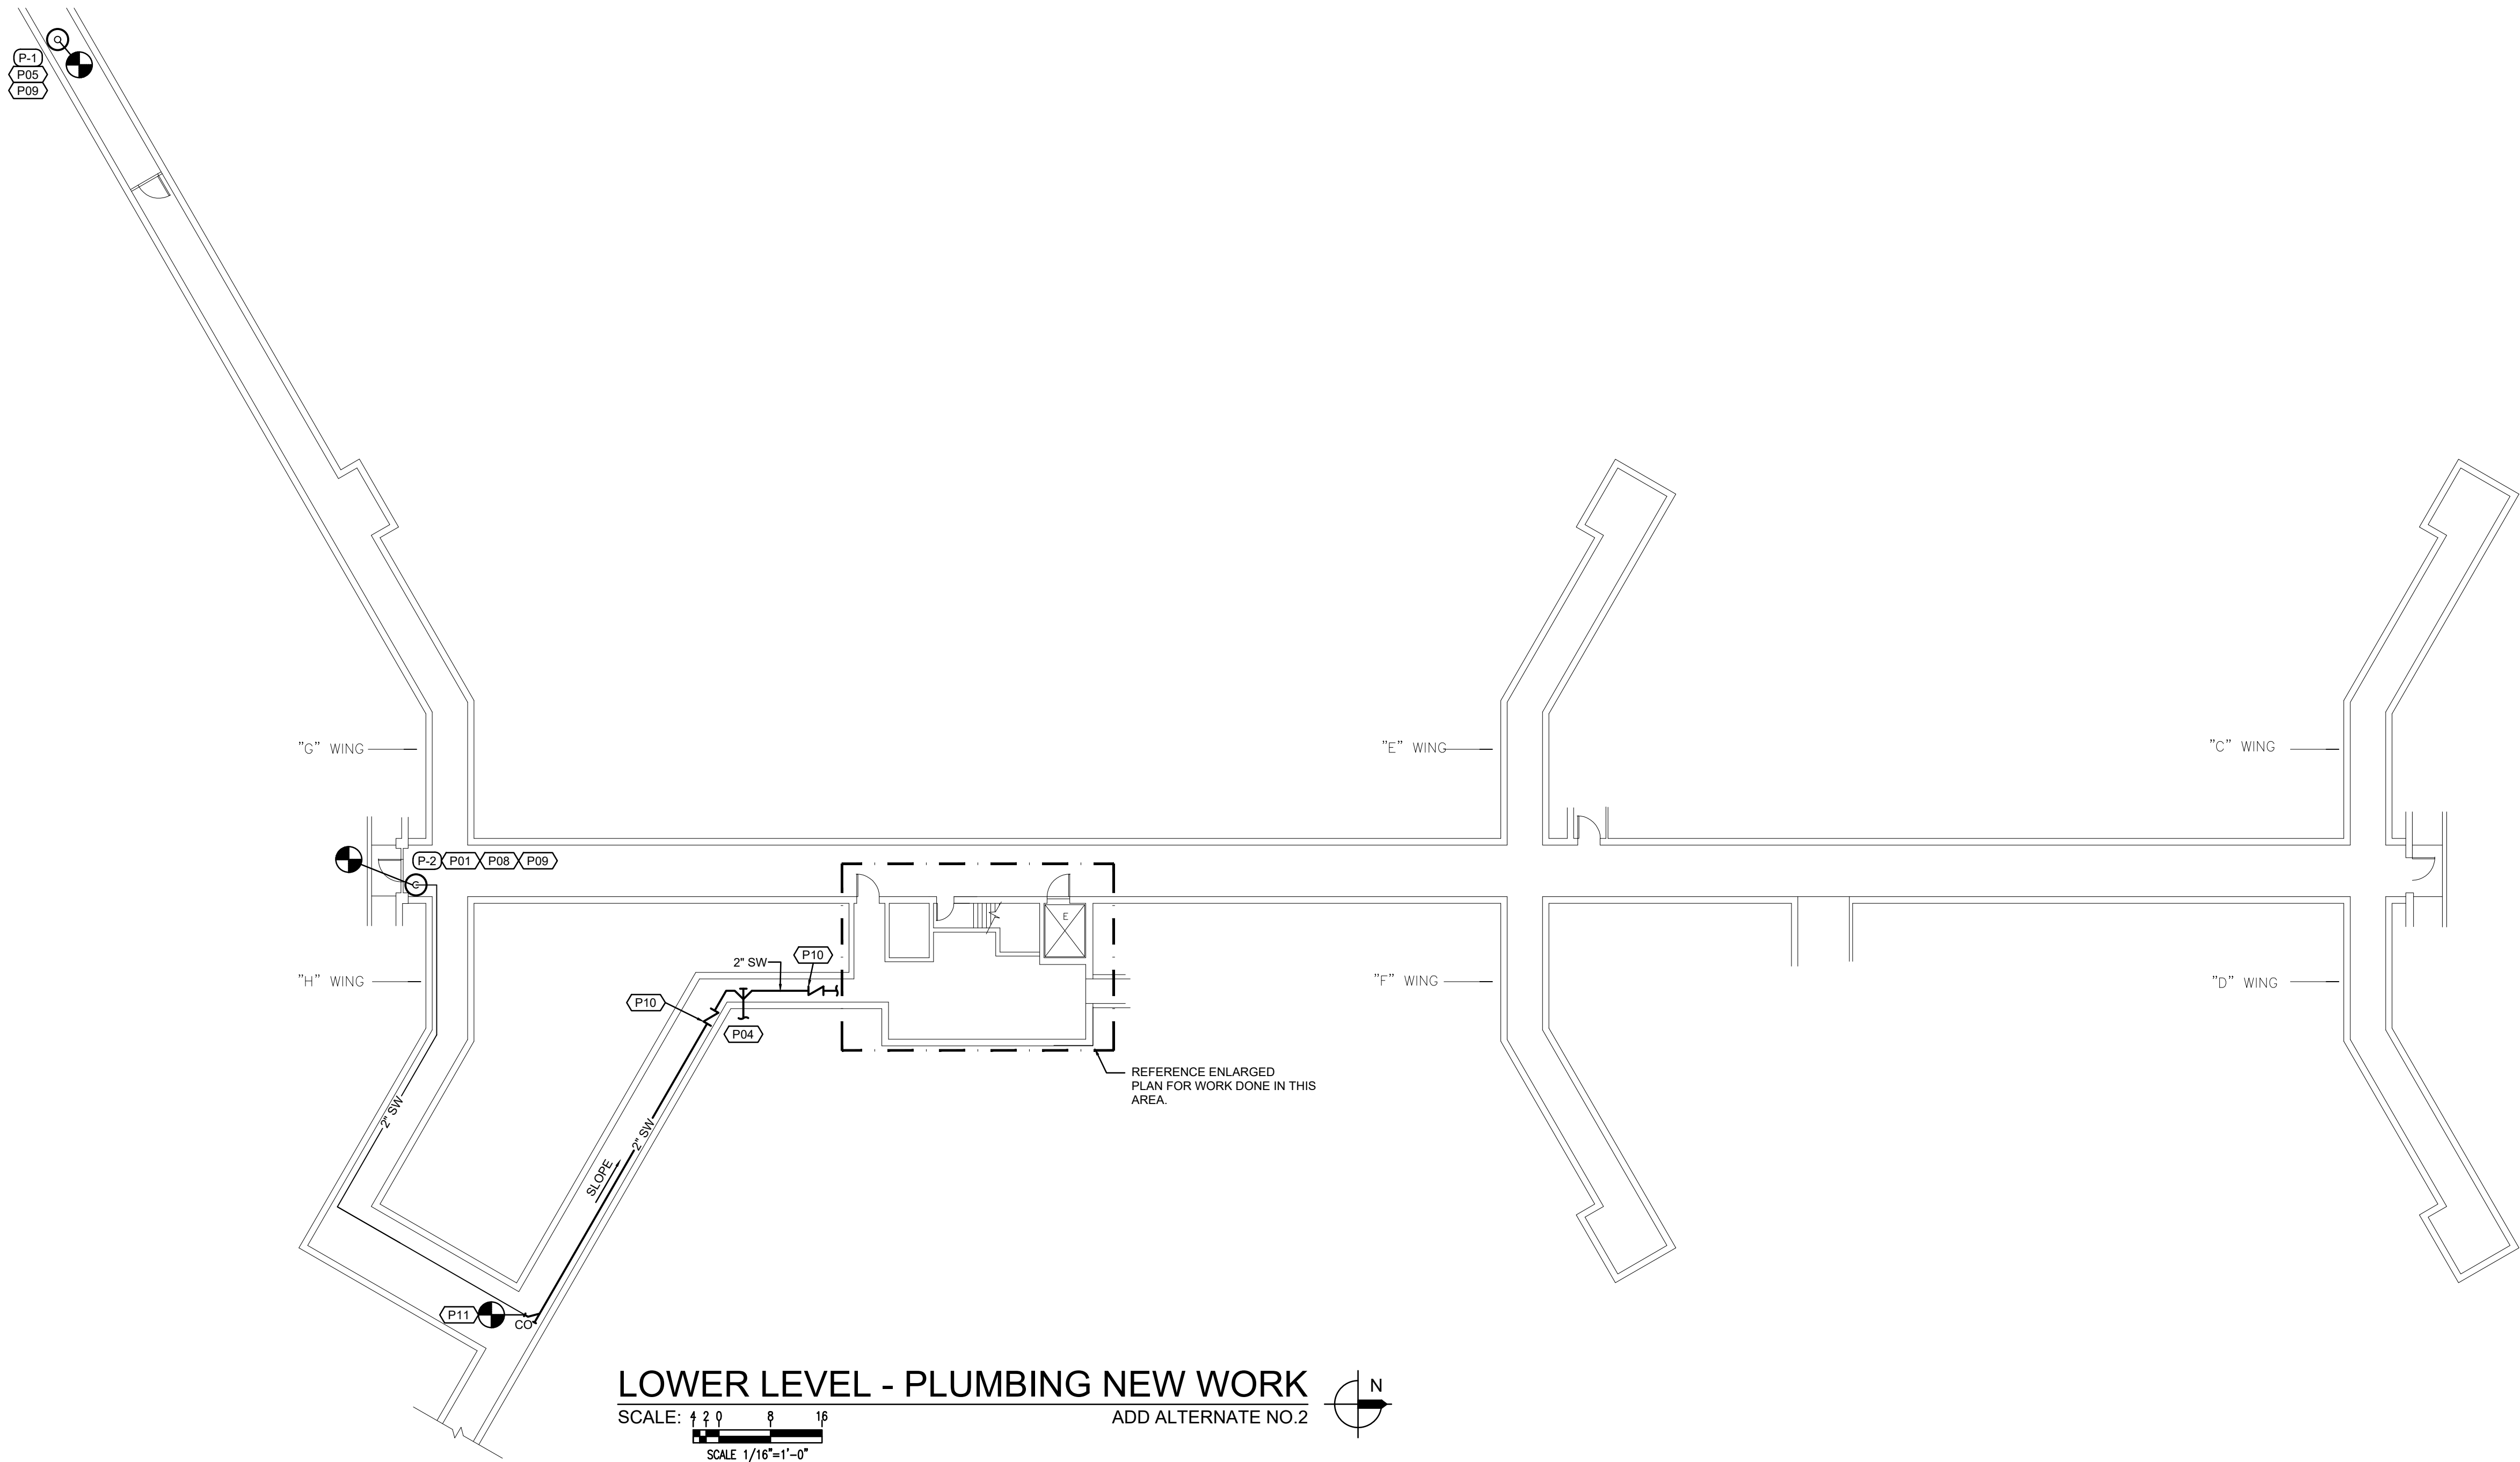 P-1
P05
P09
"G" WING
"E" WING
"C" WING
P-2 P01 P08 P09
E
2" SW
P10
"H" WING
"F" WING
"D" WING
P10
P04
REFERENCE ENLARGED
PLAN FOR WORK DONE IN THIS
AREA.
2" SW
2" SW
SLOPE
P11
CO
LOWER LEVEL - PLUMBING NEW WORK
N
SCALE: 4 2 0 8 16
ADD ALTERNATE NO.2
SCALE 1/16"=1'-0"